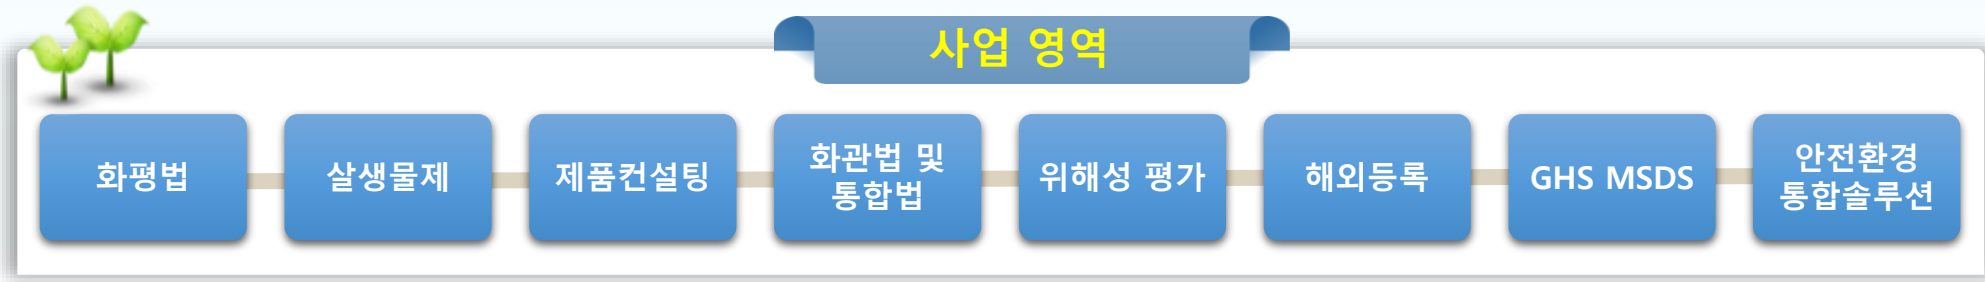 사업 영역
화평법
살생물제
제품컨설팅
화관법 및
통합법
위해성 평가
해외등록
GHS MSDS
안전환경
통합솔루션